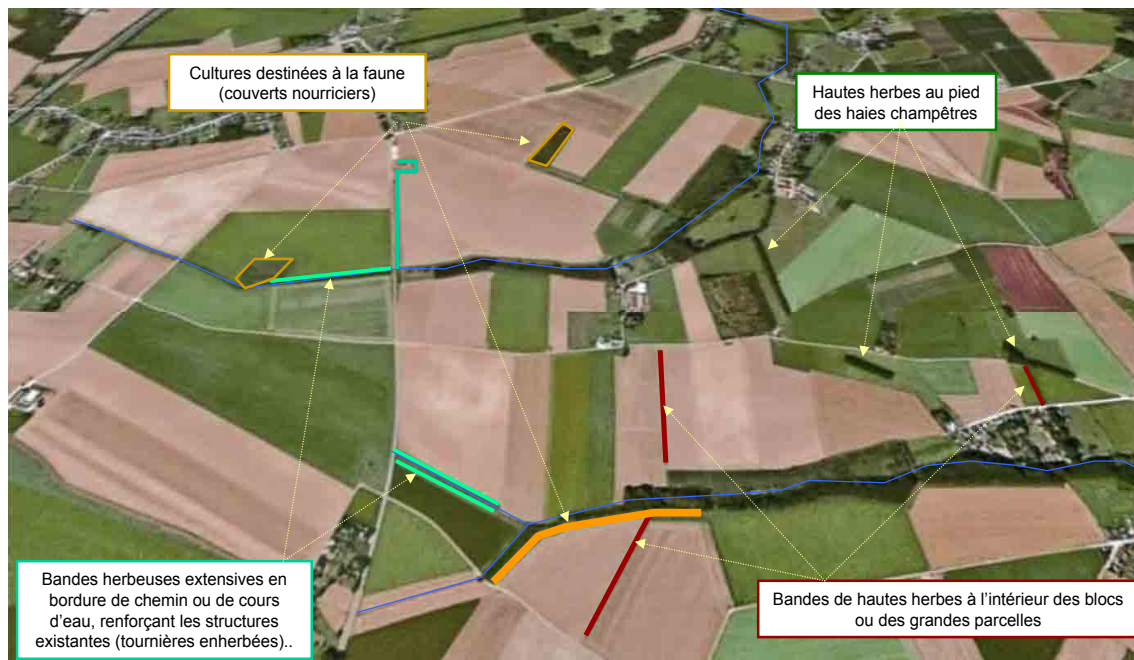 Cultures destinées à la faune
(couverts nourriciers)
Hautes herbes au pied
des haies champêtres
Bandes herbeuses extensives en
bordure de chemin ou de cours
d’eau, renforçant les structures
existantes (tournières enherbées)..
Bandes de hautes herbes à l’intérieur des blocs
ou des grandes parcelles